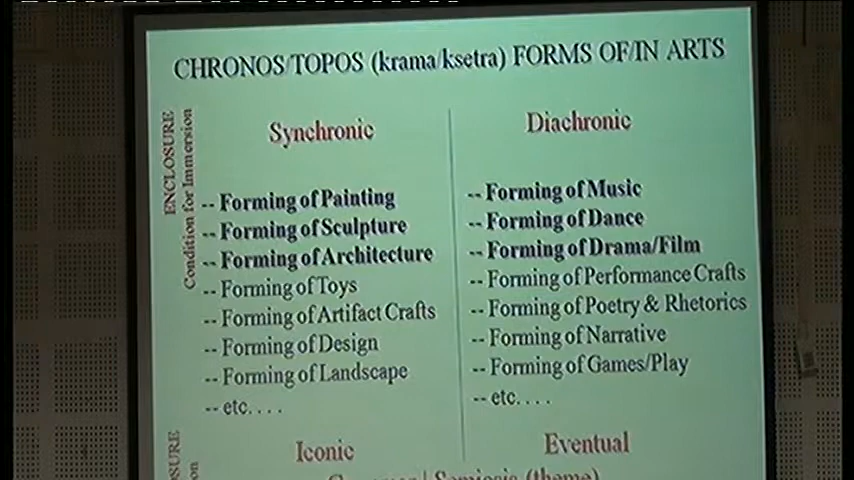 CHRONOS/TOPOS (krama/ksetra) FORMS OF/IN ARTS
ENCLOSURE
Condition for Immersion
Synchronic
-- Forming of Painting
-- Forming of Sculpture
-- Forming of Architecture
-- Forming of Toys
-- Forming of Artifact Crafts
-- Forming of Design
-- Forming of Landscape
-- etc. . . .
Iconic
Diachronic
-- Forming of Music
-- Forming of Dance
-- Forming of Drama/Film
-- Forming of Performance Crafts
-- Forming of Poetry & Rhetorics
-- Forming of Narrative
-- Forming of Games/Play
-- etc. . . .
Eventual
Semiosis (theme)